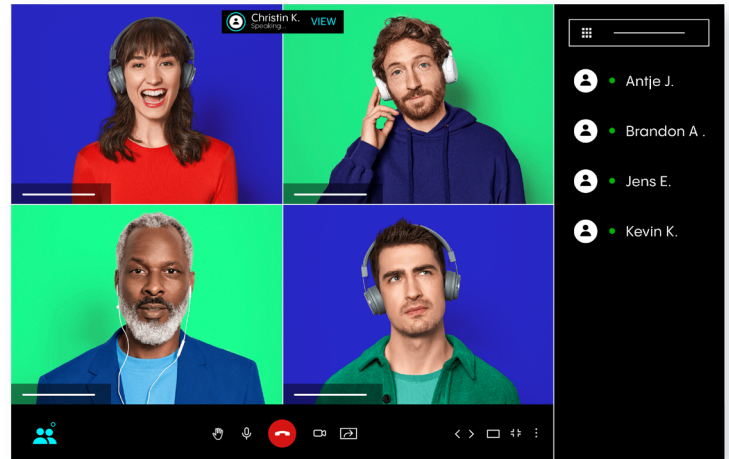 Christin K.
Speaking...
VIEW
Antje J.
Brandon A .
Jens E.
Kevin K.